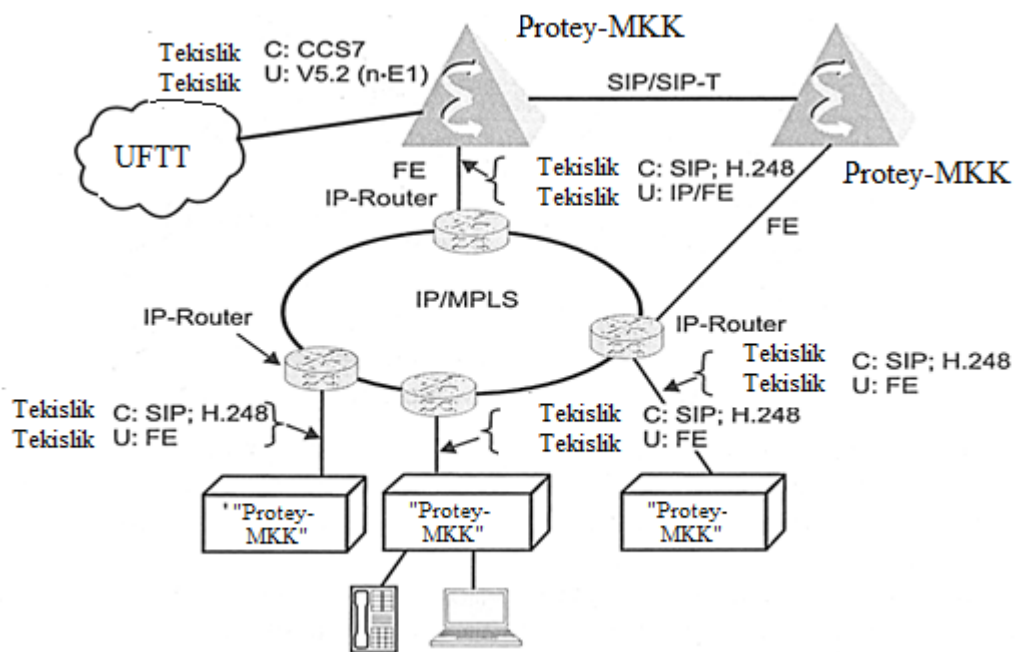 Protey-MKK
Tekislik C: CCS7
Tekislik U: V5.2 (n·E1)
SIP/SIP-T
UFTT
Protey-MKK
FE
Tekislik C: SIP; H.248
Tekislik U: IP/FE
IP-Router
FE
IP/MPLS
IP-Router
IP-Router
Tekislik C: SIP; H.248
Tekislik U: FE
Tekislik C: SIP; H.248
Tekislik U: FE
Tekislik C: SIP; H.248
Tekislik U: FE
"Protey-
MKK"
"Protey-
MKK"
"Protey-
MKK"